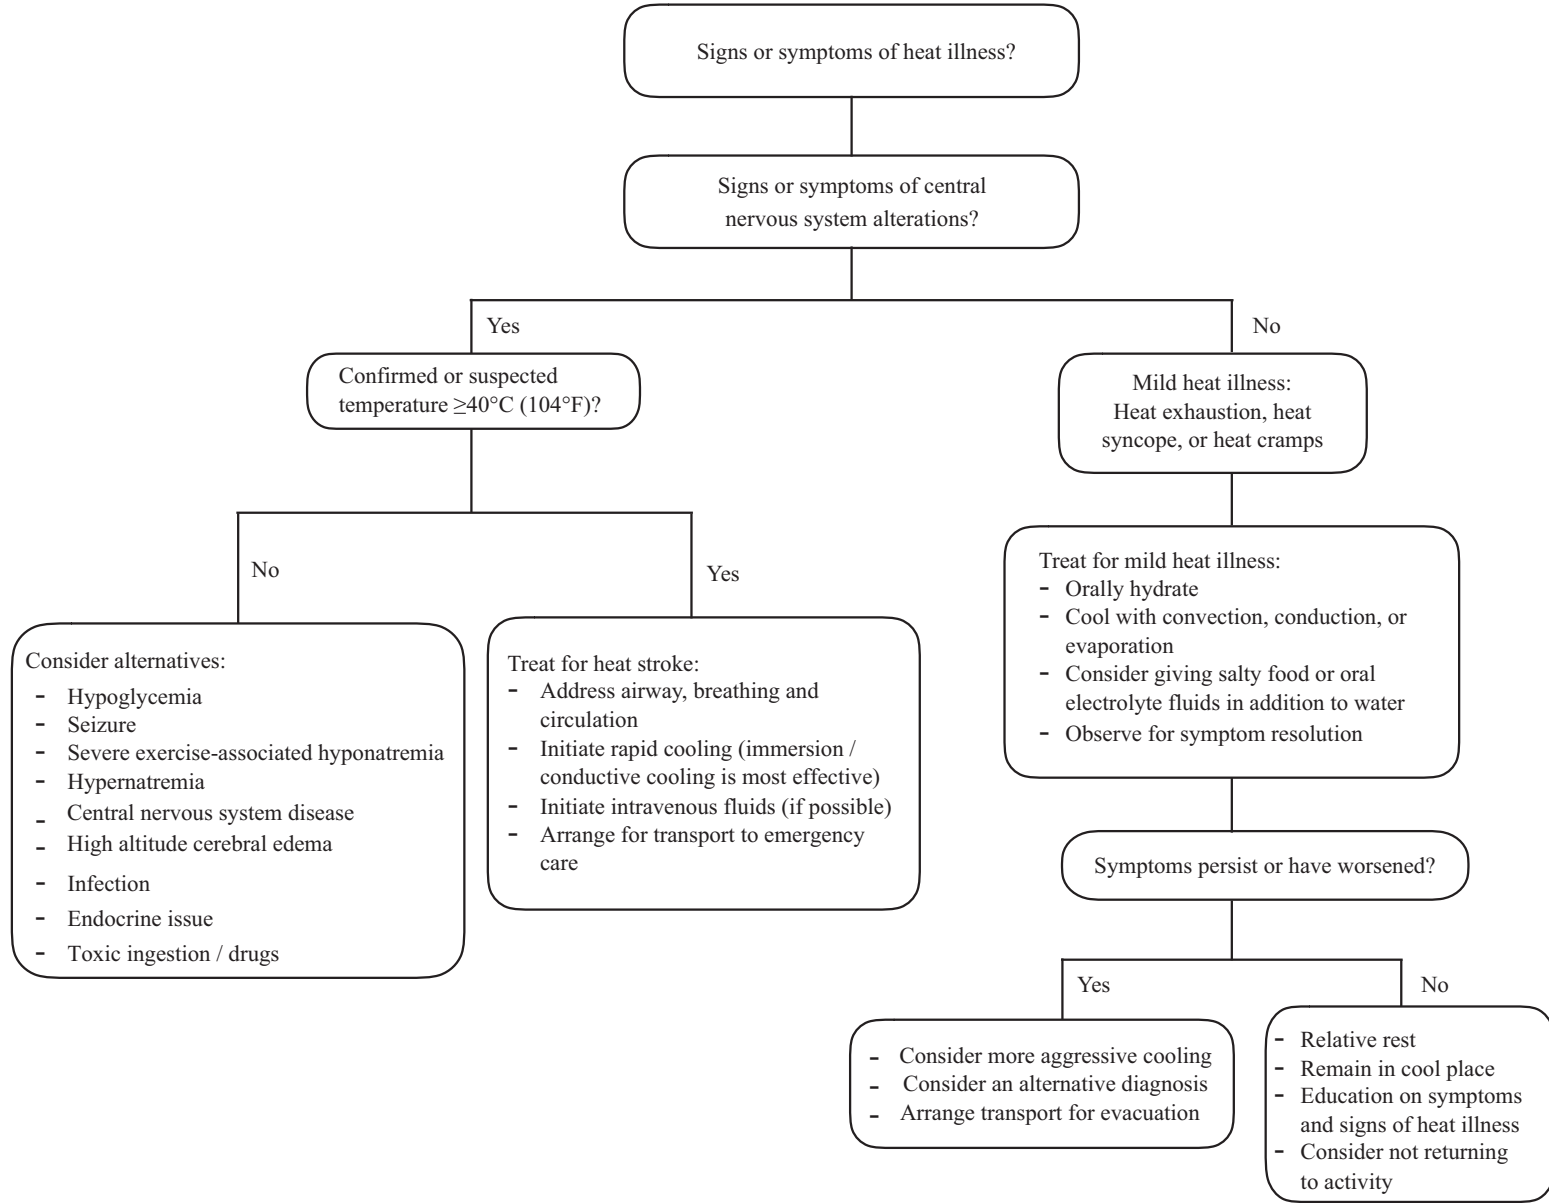 Signs or symptoms of heat illness?
Signs or symptoms of central
nervous system alterations?
Yes
No
Confirmed or suspected
temperature ≥40°C (104°F)?
Mild heat illness:
Heat exhaustion, heat
syncope, or heat cramps
No
Yes
Consider alternatives:
- Hypoglycemia
- Seizure
- Severe exercise-associated hyponatremia
- Hypernatremia
- Central nervous system disease
- High altitude cerebral edema
- Infection
- Endocrine issue
- Toxic ingestion / drugs
Treat for heat stroke:
- Address airway, breathing and
circulation
- Initiate rapid cooling (immersion /
conductive cooling is most effective)
- Initiate intravenous fluids (if possible)
- Arrange for transport to emergency
care
Treat for mild heat illness:
- Orally hydrate
- Cool with convection, conduction, or
evaporation
- Consider giving salty food or oral
electrolyte fluids in addition to water
- Observe for symptom resolution
Symptoms persist or have worsened?
Yes
No
- Consider more aggressive cooling
- Consider an alternative diagnosis
- Arrange transport for evacuation
- Relative rest
- Remain in cool place
- Education on symptoms
and signs of heat illness
- Consider not returning
to activity